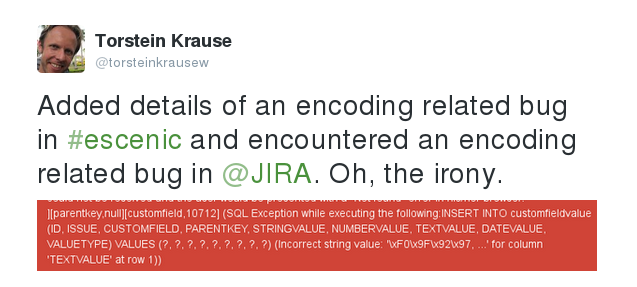 Torstein Krause
@torsteinkrausew
Added details of an encoding related bug
in #escenic and encountered an encoding
related bug in @JIRA. Oh, the irony.
][parentkey,null][customfield,10712] (SQL Exception while executing the following:INSERT INTO customfieldvalue
(ID, ISSUE, CUSTOMFIELD, PARENTKEY, STRINGVALUE, NUMBERVALUE, TEXTVALUE, DATEVALUE,
VALUETYPE) VALUES (?, ?, ?, ?, ?, ?, ?, ?, ?) (Incorrect string value: '\xF0\x9F\x92\x97, ...' for column
'TEXTVALUE' at row 1))